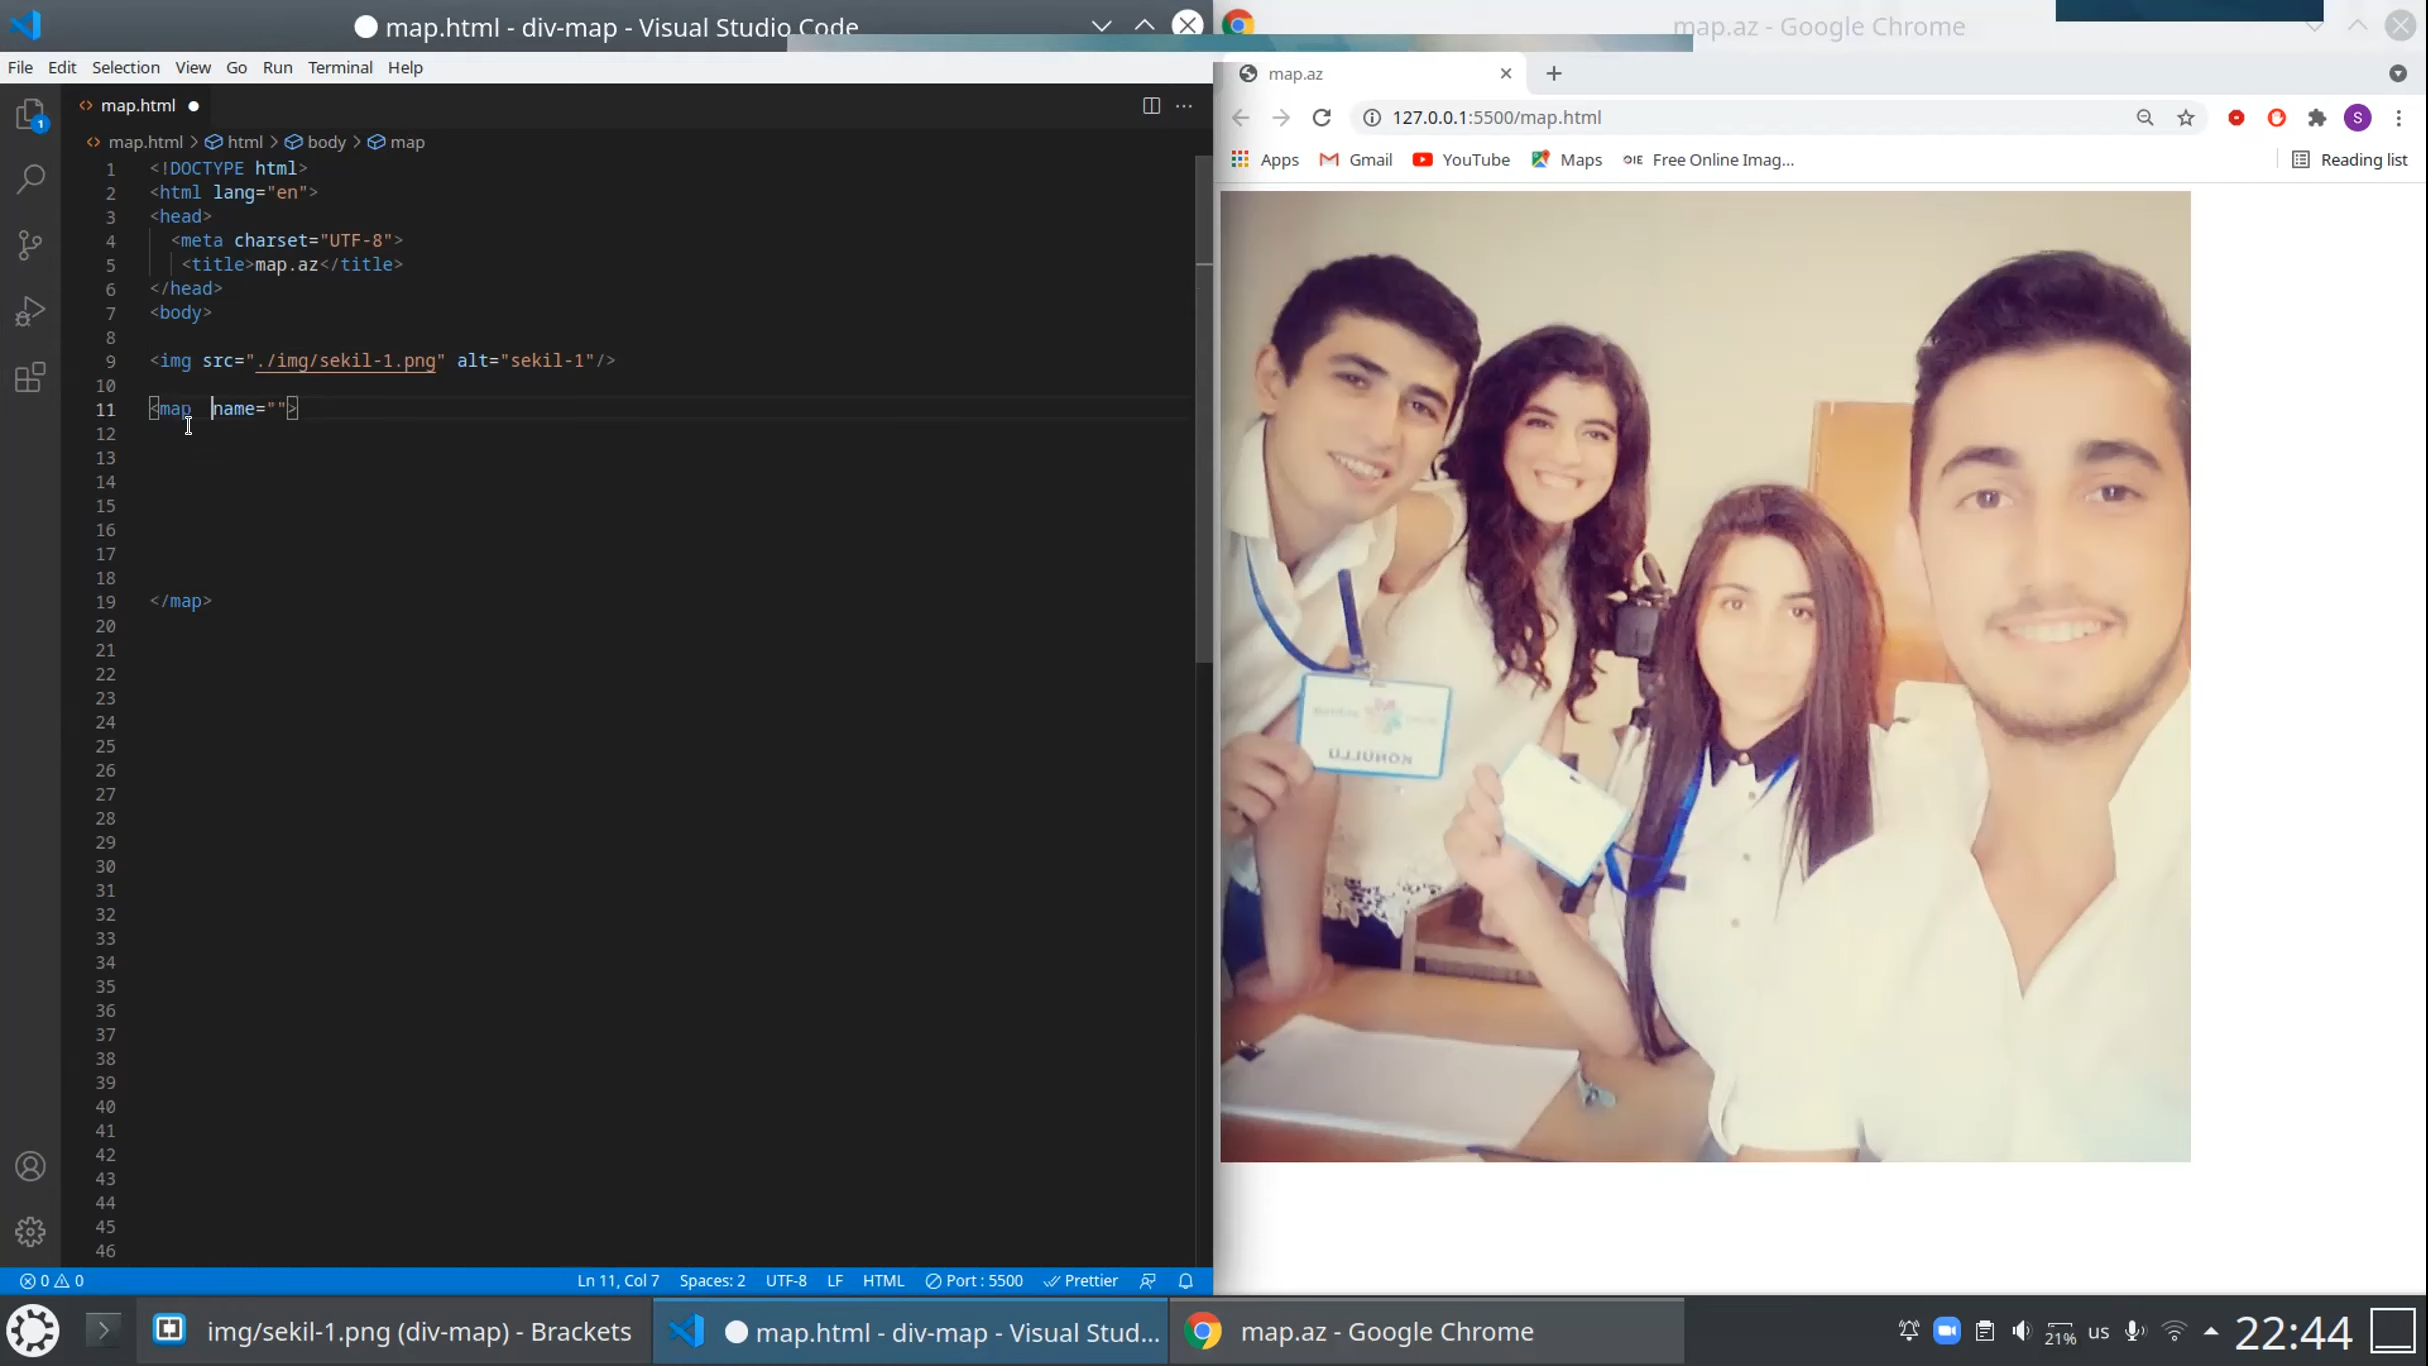 map.html - div-map - Visual Studio Code
File Edit Selection View Go Run Terminal Help
map.html
map.html > html > body > map
1 <!DOCTYPE html>
2 <html lang="en">
3 <head>
4 <meta charset="UTF-8">
5 <title>map.az</title>
6 </head>
7 <body>
8
9 <img src="./img/sekil-1.png" alt="sekil-1"/>
10
11 <map  name="">
12
13
14
15
16
17
18
19 </map>
20
21
22
23
24
25
26
27
28
29
30
31
32
33
34
35
36
37
38
39
40
41
42
43
44
45
46
1
0 0 Ln 11, Col 7 Spaces: 2 UTF-8 LF HTML Port : 5500 Prettier
map.az - Google Chrome
map.az
127.0.0.1:5500/map.html
S
Apps Gmail YouTube Maps OIE Free Online Imag... Reading list
KÖNÜLLÜ
img/sekil-1.png (div-map) - Brackets
map.html - div-map - Visual Stud...
map.az - Google Chrome
21% us 22:44